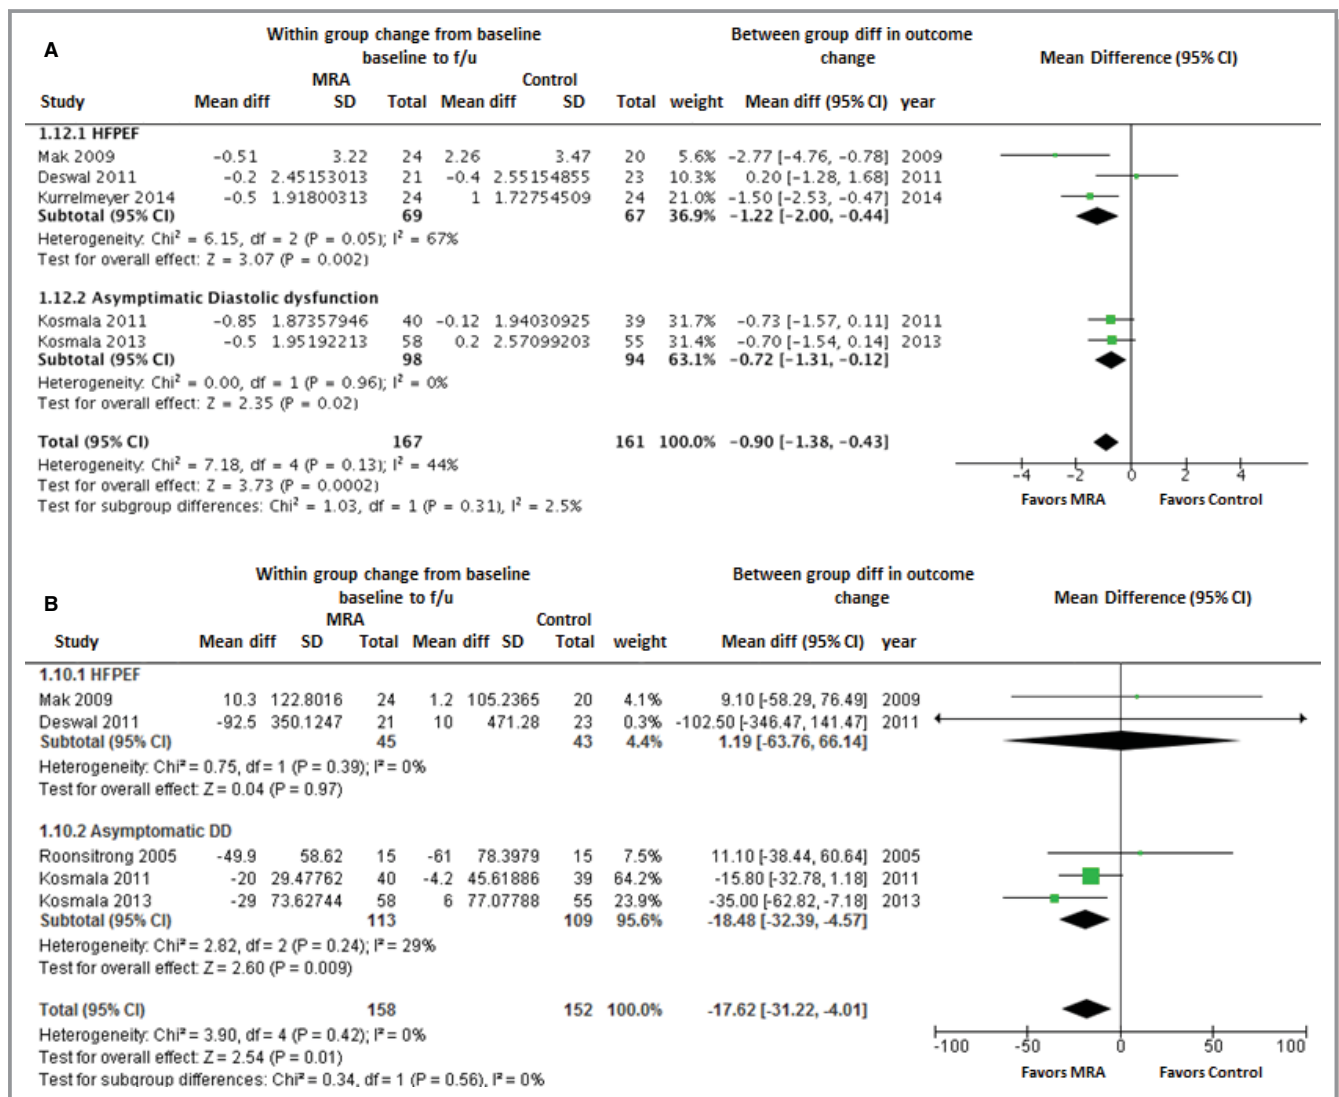 A
Within group change from baseline
baseline to f/u
Between group diff in outcome
change
Mean Difference (95% CI)
MRA Control
Study Mean diff SD Total Mean diff SD Total weight Mean diff (95% CI) year
1.12.1 HFPEF
Mak 2009 -0.51 3.22 24 2.26 3.47 20 5.6% -2.77 [-4.76, -0.78] 2009
Deswal 2011 -0.2 2.45153013 21 -0.4 2.55154855 23 10.3% 0.20 [-1.28, 1.68] 2011
Kurrelmeyer 2014 -0.5 1.91800313 24 1 1.72754509 24 21.0% -1.50 [-2.53, -0.47] 2014
Subtotal (95% CI) 69 67 36.9% -1.22 [-2.00, -0.44]
Heterogeneity: Chi² = 6.15, df = 2 (P = 0.05); I² = 67%
Test for overall effect: Z = 3.07 (P = 0.002)
1.12.2 Asymptimatic Diastolic dysfunction
Kosmala 2011 -0.85 1.87357946 40 -0.12 1.94030925 39 31.7% -0.73 [-1.57, 0.11] 2011
Kosmala 2013 -0.5 1.95192213 58 0.2 2.57099203 55 31.4% -0.70 [-1.54, 0.14] 2013
Subtotal (95% CI) 98 94 63.1% -0.72 [-1.31, -0.12]
Heterogeneity: Chi² = 0.00, df = 1 (P = 0.96); I² = 0%
Test for overall effect: Z = 2.35 (P = 0.02)
Total (95% CI) 167 161 100.0% -0.90 [-1.38, -0.43]
Heterogeneity: Chi² = 7.18, df = 4 (P = 0.13); I² = 44%
Test for overall effect: Z = 3.73 (P = 0.0002)
Test for subgroup differences: Chi² = 1.03, df = 1 (P = 0.31), I² = 2.5%
-4 -2 0 2 4
Favors MRA Favors Control
B
Within group change from baseline
baseline to f/u
Between group diff in outcome
change
Mean Difference (95% CI)
MRA Control
Study Mean diff SD Total Mean diff SD Total weight Mean diff (95% CI) year
1.10.1 HFPEF
Mak 2009 10.3 122.8016 24 1.2 105.2365 20 4.1% 9.10 [-58.29, 76.49] 2009
Deswal 2011 -92.5 350.1247 21 10 471.28 23 0.3% -102.50 [-346.47, 141.47] 2011
Subtotal (95% CI) 45 43 4.4% 1.19 [-63.76, 66.14]
Heterogeneity: Chi² = 0.75, df = 1 (P = 0.39); I² = 0%
Test for overall effect: Z = 0.04 (P = 0.97)
1.10.2 Asymptomatic DD
Roonsitrong 2005 -49.9 58.62 15 -61 78.3979 15 7.5% 11.10 [-38.44, 60.64] 2005
Kosmala 2011 -20 29.47762 40 -4.2 45.61886 39 64.2% -15.80 [-32.78, 1.18] 2011
Kosmala 2013 -29 73.62744 58 6 77.07788 55 23.9% -35.00 [-62.82, -7.18] 2013
Subtotal (95% CI) 113 109 95.6% -18.48 [-32.39, -4.57]
Heterogeneity: Chi² = 2.82, df = 2 (P = 0.24); I² = 29%
Test for overall effect: Z = 2.60 (P = 0.009)
Total (95% CI) 158 152 100.0% -17.62 [-31.22, -4.01]
Heterogeneity: Chi² = 3.90, df = 4 (P = 0.42); I² = 0%
Test for overall effect: Z = 2.54 (P = 0.01)
Test for subgroup differences: Chi² = 0.34, df = 1 (P = 0.56), I² = 0%
-100 -50 0 50 100
Favors MRA Favors Control